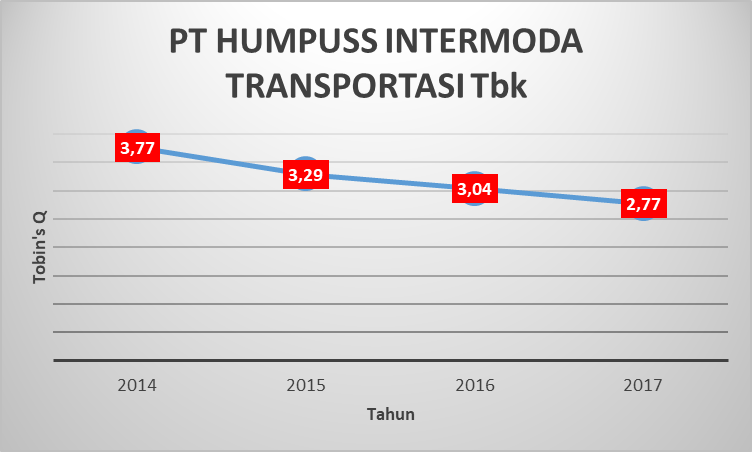 PT HUMPUSS INTERMODA
TRANSPORTASI Tbk
3,77
3,29
3,04
2,77
Tobin's Q
2014 2015 2016 2017
Tahun